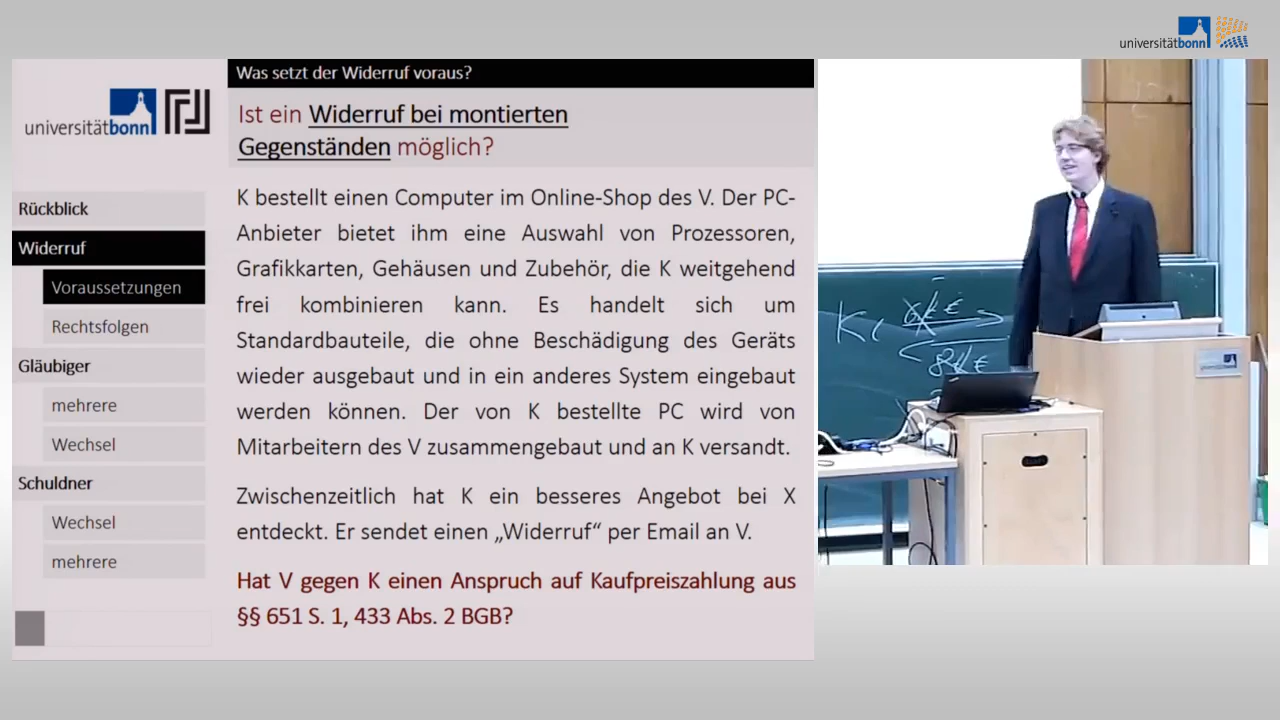 universitätbonn
Was setzt der Widerruf voraus?
Ist ein Widerruf bei montierten
Gegenständen möglich?
universitätbonn
Rückblick
Widerruf
Voraussetzungen
Rechtsfolgen
Gläubiger
mehrere
Wechsel
Schuldner
Wechsel
mehrere
K bestellt einen Computer im Online-Shop des V. Der PC-
Anbieter bietet ihm eine Auswahl von Prozessoren,
Grafikkarten, Gehäusen und Zubehör, die K weitgehend
frei kombinieren kann. Es handelt sich um
Standardbauteile, die ohne Beschädigung des Geräts
wieder ausgebaut und in ein anderes System eingebaut
werden können. Der von K bestellte PC wird von
Mitarbeitern des V zusammengebaut und an K versandt.
Zwischenzeitlich hat K ein besseres Angebot bei X
entdeckt. Er sendet einen „Widerruf“ per Email an V.
Hat V gegen K einen Anspruch auf Kaufpreiszahlung aus
§§ 651 S. 1, 433 Abs. 2 BGB?
K